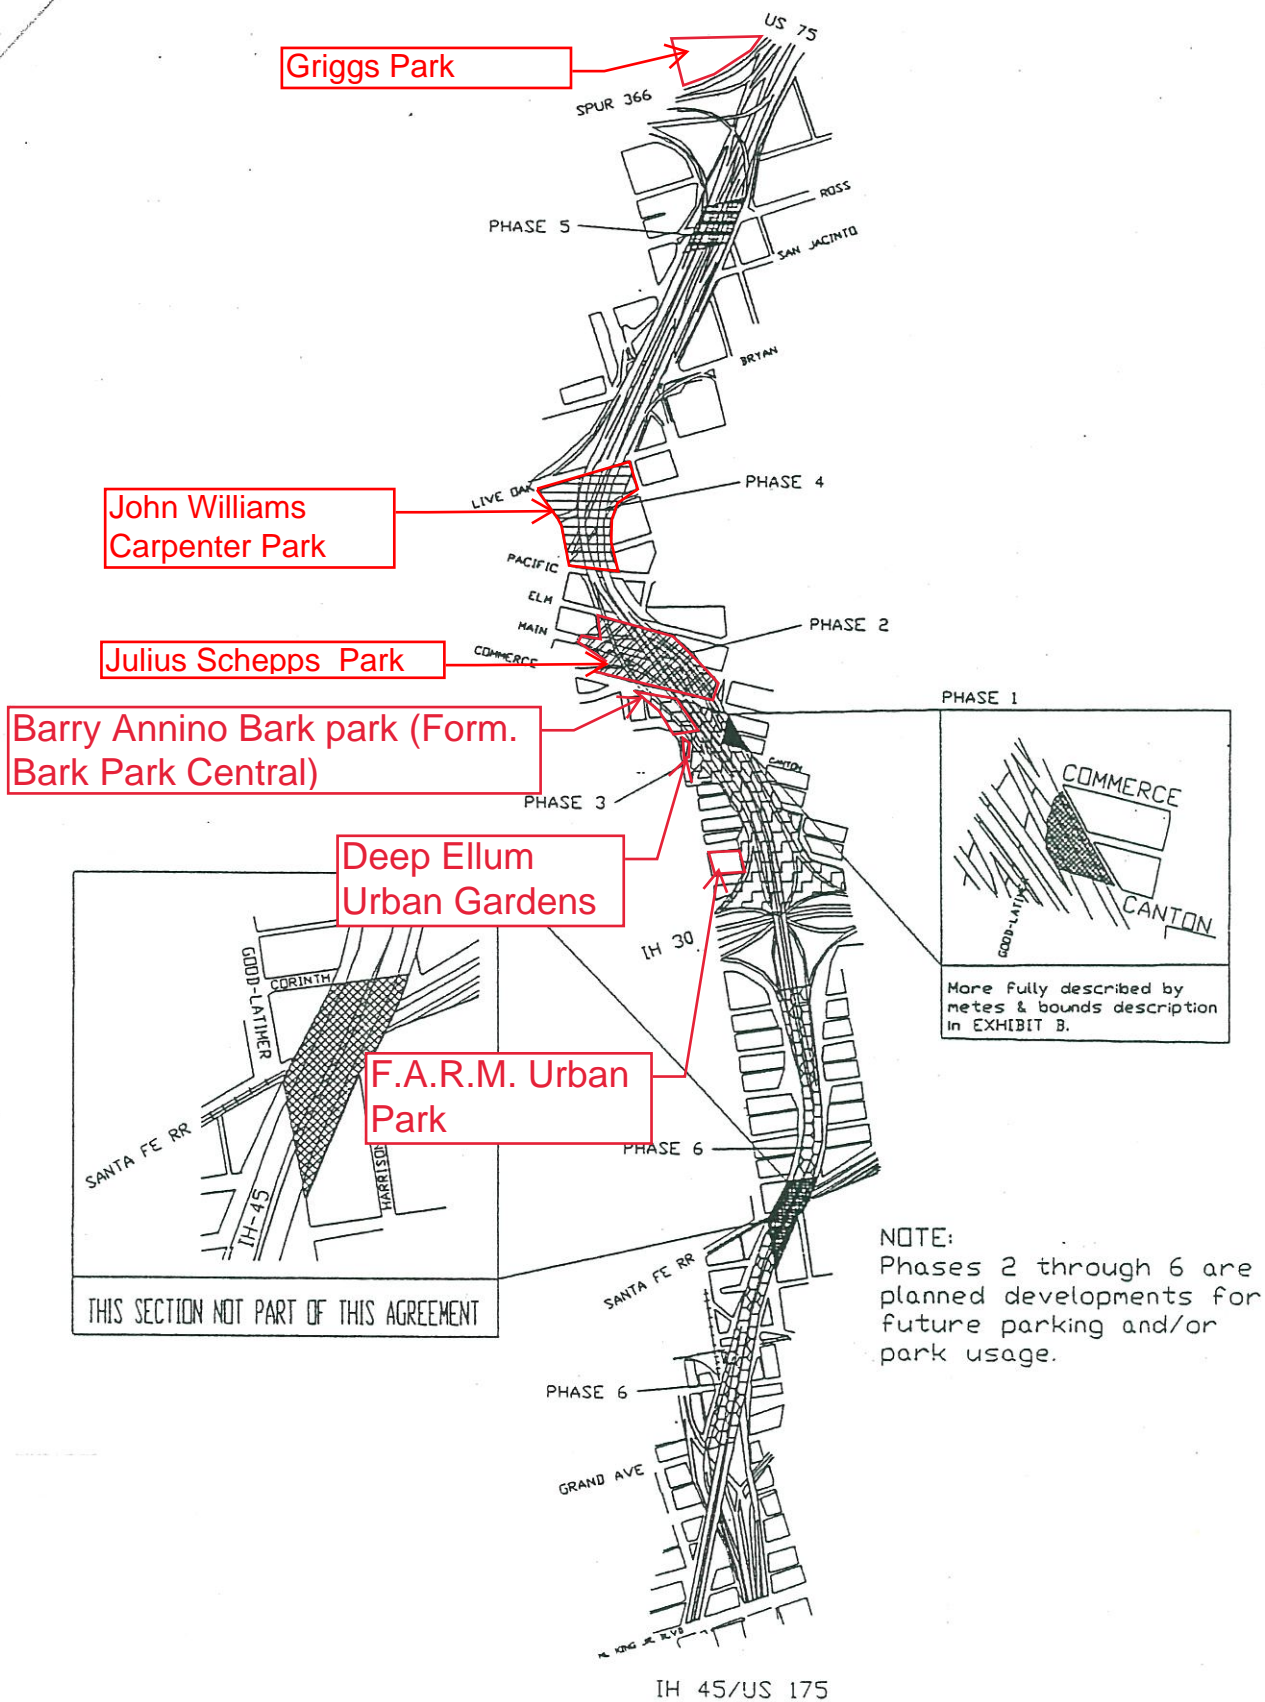 US 75
Griggs Park
SPUR 366
ROSS
PHASE 5
SAN JACINTO
BRYAN
PHASE 4
LIVE OAK
John Williams
Carpenter Park
PACIFIC
ELM
MAIN
PHASE 2
COMMERCE
Julius Schepps Park
PHASE 1
Barry Annino Bark park (Form.
Bark Park Central)
CANTON
PHASE 3
COMMERCE
GOOD-LATIMER
CANTON
Deep Ellum
Urban Gardens
IH 30
More fully described by
metes & bounds description
in EXHIBIT B.
GOOD-LATIMER
CORINTH
F.A.R.M. Urban
Park
SANTA FE RR
HARRISON
IH-45
PHASE 6
THIS SECTION NOT PART OF THIS AGREEMENT
SANTA FE RR
NOTE:
Phases 2 through 6 are
planned developments for
future parking and/or
park usage.
PHASE 6
GRAND AVE
ML KING JR BLVD
IH 45/US 175